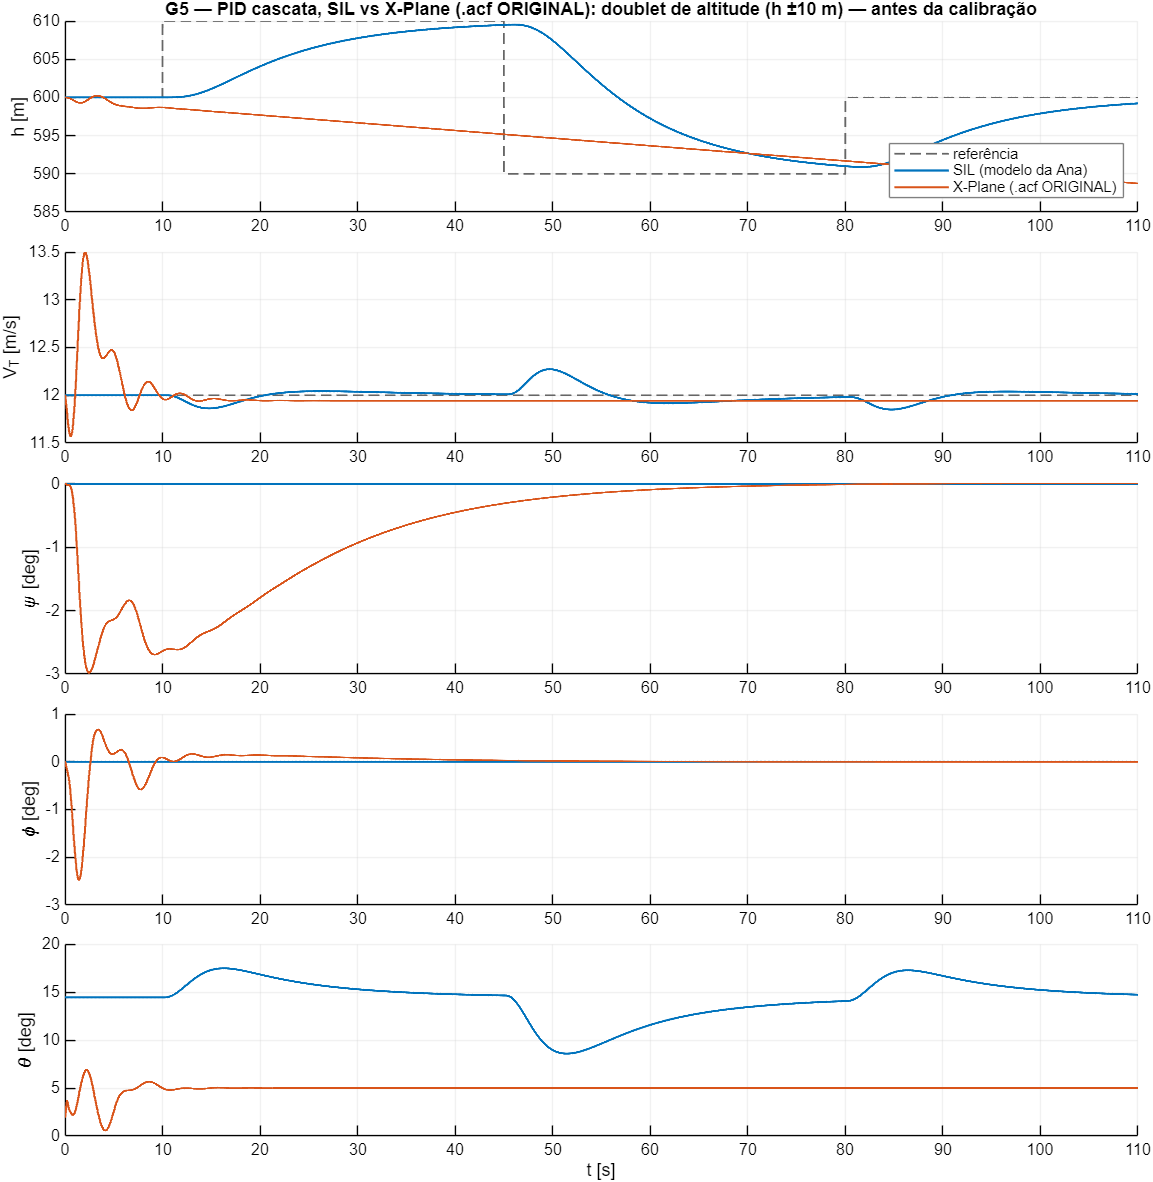 G5 — PID cascata, SIL vs X-Plane (.acf ORIGINAL): doublet de altitude (h ±10 m) — antes da calibração
610
605
600
595
590
585
h [m]
0 10 20 30 40 50 60 70 80 90 100 110
referência
SIL (modelo da Ana)
X-Plane (.acf ORIGINAL)
13.5
13
12.5
12
11.5
V_T [m/s]
0 10 20 30 40 50 60 70 80 90 100 110
0
-1
-2
-3
ψ [deg]
0 10 20 30 40 50 60 70 80 90 100 110
1
0
-1
-2
-3
ϕ [deg]
0 10 20 30 40 50 60 70 80 90 100 110
20
15
10
5
0
θ [deg]
0 10 20 30 40 50 60 70 80 90 100 110
t [s]